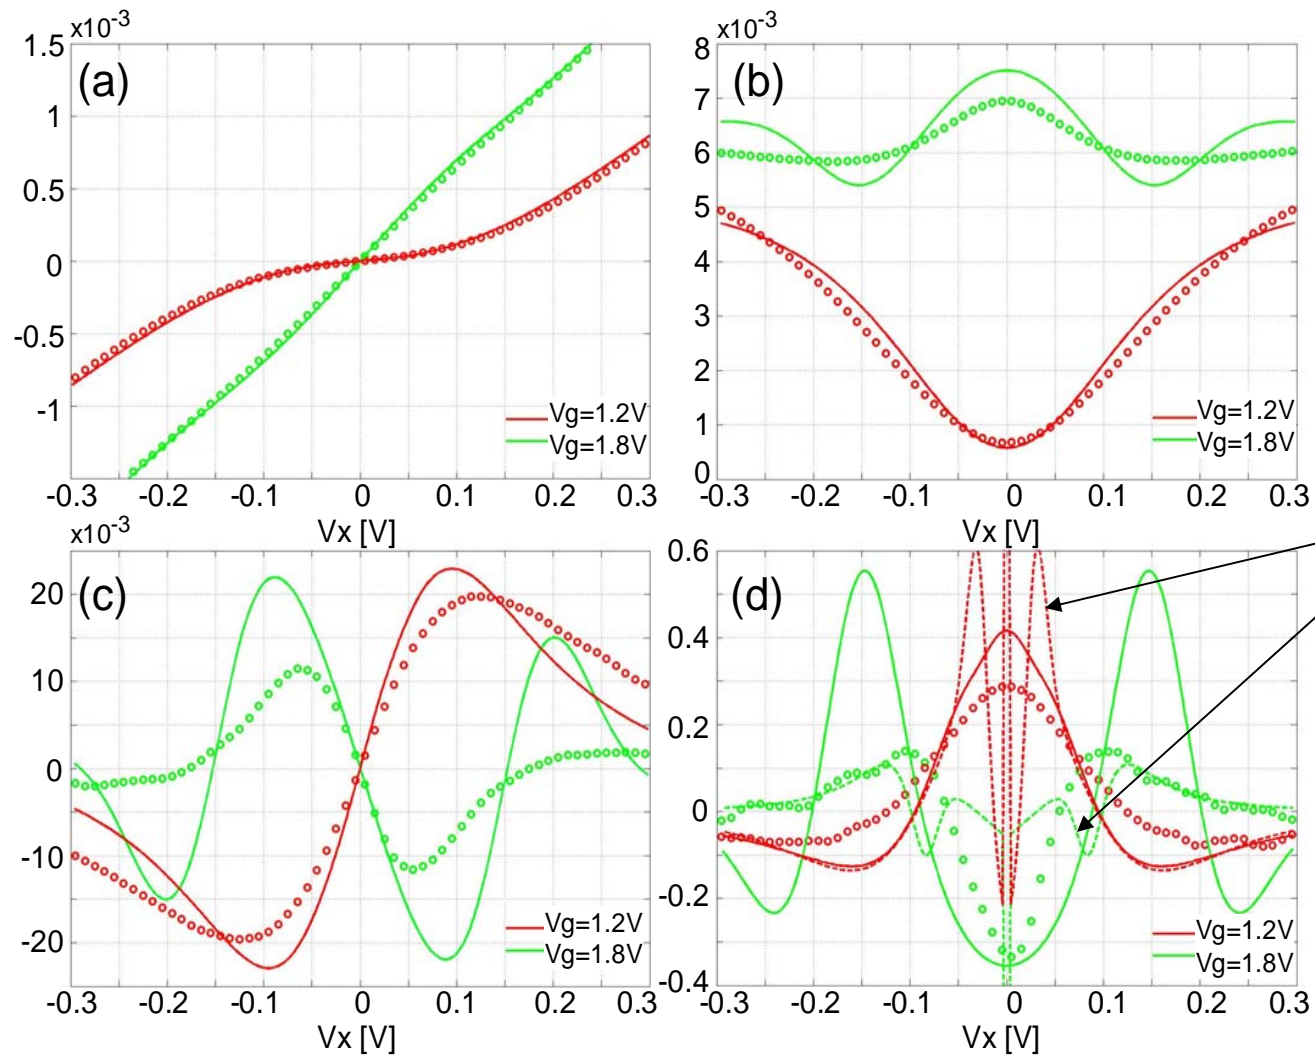 x10-3
(a)
1.5
1
0.5
0
-0.5
-1
Vg=1.2V
Vg=1.8V
-0.3 -0.2 -0.1 0 0.1 0.2 0.3
Vx [V]
x10-3
(b)
8
7
6
5
4
3
2
1
0
Vg=1.2V
Vg=1.8V
-0.3 -0.2 -0.1 0 0.1 0.2 0.3
Vx [V]
x10-3
(c)
20
10
0
-10
-20
Vg=1.2V
Vg=1.8V
-0.3 -0.2 -0.1 0 0.1 0.2 0.3
Vx [V]
(d)
0.6
0.4
0.2
0
-0.2
-0.4
Vg=1.2V
Vg=1.8V
-0.3 -0.2 -0.1 0 0.1 0.2 0.3
Vx [V]